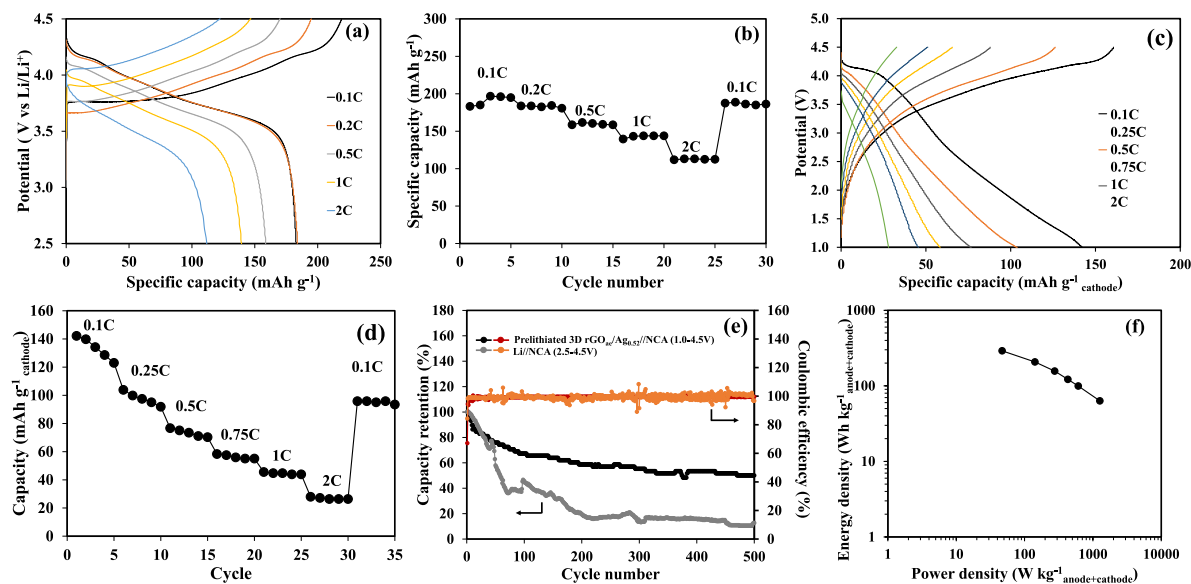 (a)
4.5
4.0
3.5
3.0
2.5
0 50 100 150 200 250
Potential ( V vs Li/Li⁺)
Specific capacity (mAh g⁻¹)
0.1C
0.2C
0.5C
1C
2C
(b)
300
250
200
150
100
50
0
0 5 10 15 20 25 30
Specific capacity (mAh g⁻¹)
Cycle number
0.1C
0.2C
0.5C
1C
2C
0.1C
(c)
5.0
4.5
4.0
3.5
3.0
2.5
2.0
1.5
1.0
0 50 100 150 200
Potential (V)
Specific capacity (mAh g⁻¹ cathode)
0.1C
0.25C
0.5C
0.75C
1C
2C
(d)
160
140
120
100
80
60
40
20
0
0 5 10 15 20 25 30 35
Capacity (mAh g⁻¹ cathode)
Cycle
0.1C
0.25C
0.5C
0.75C
1C
2C
0.1C
(e)
180
160
140
120
100
80
60
40
20
0
0 100 200 300 400 500
160
140
120
100
80
60
40
20
0
Capacity retention (%)
Coulombic efficiency (%)
Cycle number
Prelithiated 3D rGOae/Ag0.52//NCA (1.0-4.5V)
Li//NCA (2.5-4.5V)
(f)
1000
100
10
1
1 10 100 1000 10000
Energy density (Wh kg⁻¹anode+cathode)
Power density (W kg⁻¹anode+cathode)